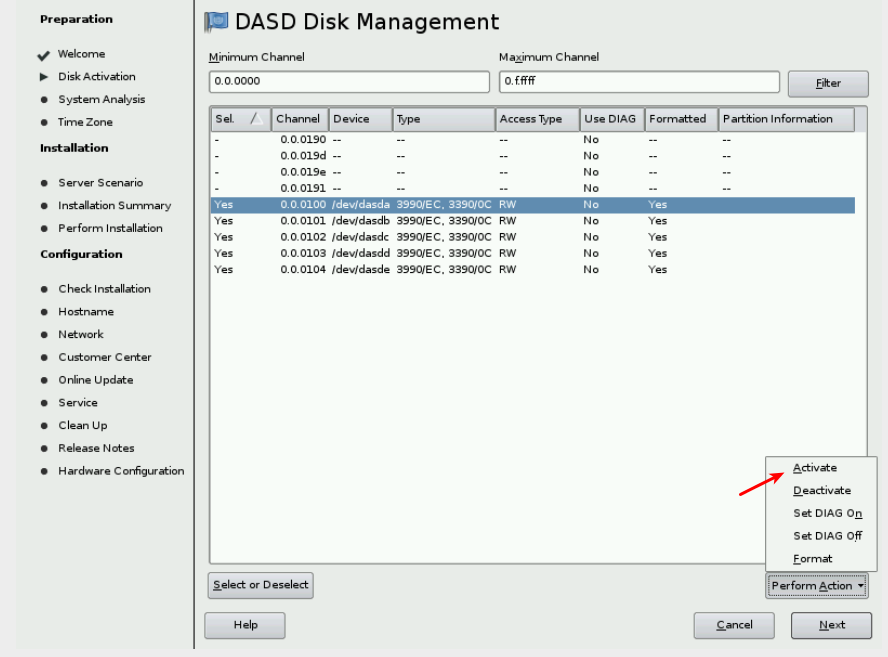 Preparation
Welcome
Disk Activation
System Analysis
Time Zone
Installation
Server Scenario
Installation Summary
Perform Installation
Configuration
Check Installation
Hostname
Network
Customer Center
Online Update
Service
Clean Up
Release Notes
Hardware Configuration
DASD Disk Management
Minimum Channel Maximum Channel
0.0.0000 0.f.ffff Filter
Sel. Channel Device Type Access Type Use DIAG Formatted Partition Information
- 0.0.0190 -- -- -- No -- --
- 0.0.019d -- -- -- No -- --
- 0.0.019e -- -- -- No -- --
- 0.0.0191 -- -- -- No -- --
Yes 0.0.0100 /dev/dasda 3990/EC, 3390/0C RW No Yes
Yes 0.0.0101 /dev/dasdb 3990/EC, 3390/0C RW No Yes
Yes 0.0.0102 /dev/dasdc 3990/EC, 3390/0C RW No Yes
Yes 0.0.0103 /dev/dasdd 3990/EC, 3390/0C RW No Yes
Yes 0.0.0104 /dev/dasde 3990/EC, 3390/0C RW No Yes
Activate
Deactivate
Set DIAG On
Set DIAG Off
Format
Select or Deselect Perform Action
Help Cancel Next